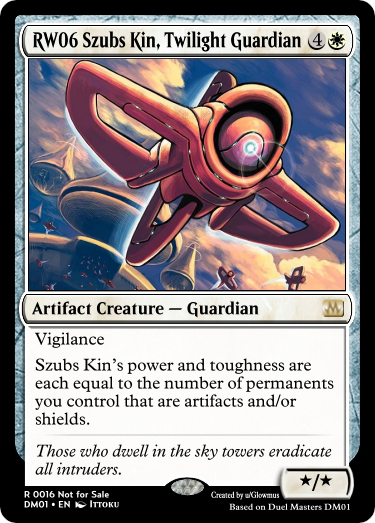 RW06 Szubs Kin, Twilight Guardian 4
Artifact Creature — Guardian
Vigilance
Szubs Kin's power and toughness are
each equal to the number of permanents
you control that are artifacts and/or
shields.
Those who dwell in the sky towers eradicate
all intruders.
*/*
R 0016 Not for Sale
DM01 • EN Ittoku
Created by u/Glowmus
Based on Duel Masters DM01